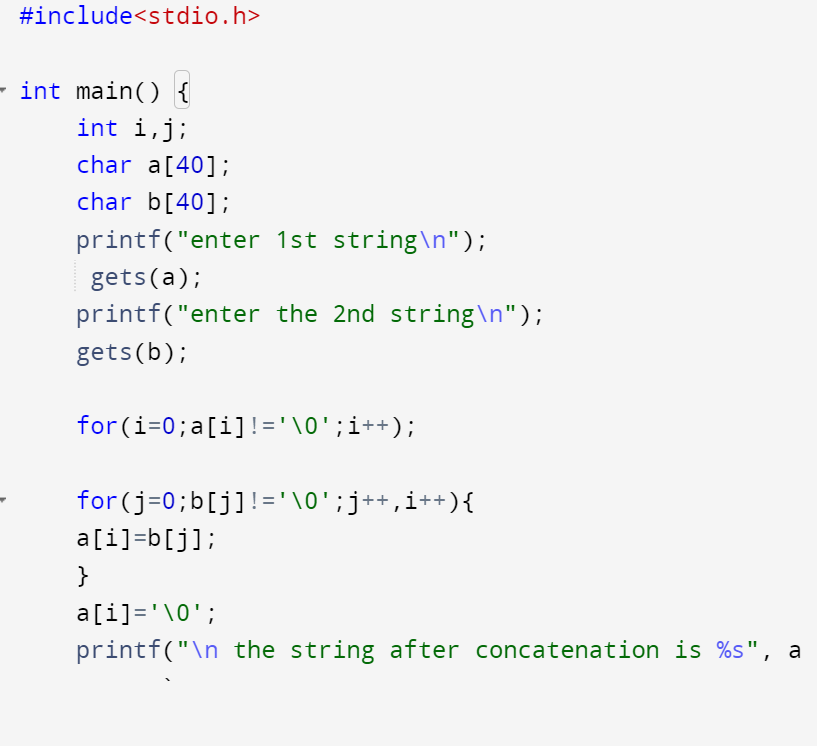 #include<stdio.h>
int main() {
int i,j;
char a[40];
char b[40];
printf("enter 1st string\n");
gets(a);
printf("enter the 2nd string\n");
gets(b);
for(i=0;a[i]!='\0';i++);
for(j=0;b[j]!='\0';j++,i++){
a[i]=b[j];
}
a[i]='\0';
printf("\n the string after concatenation is %s", a